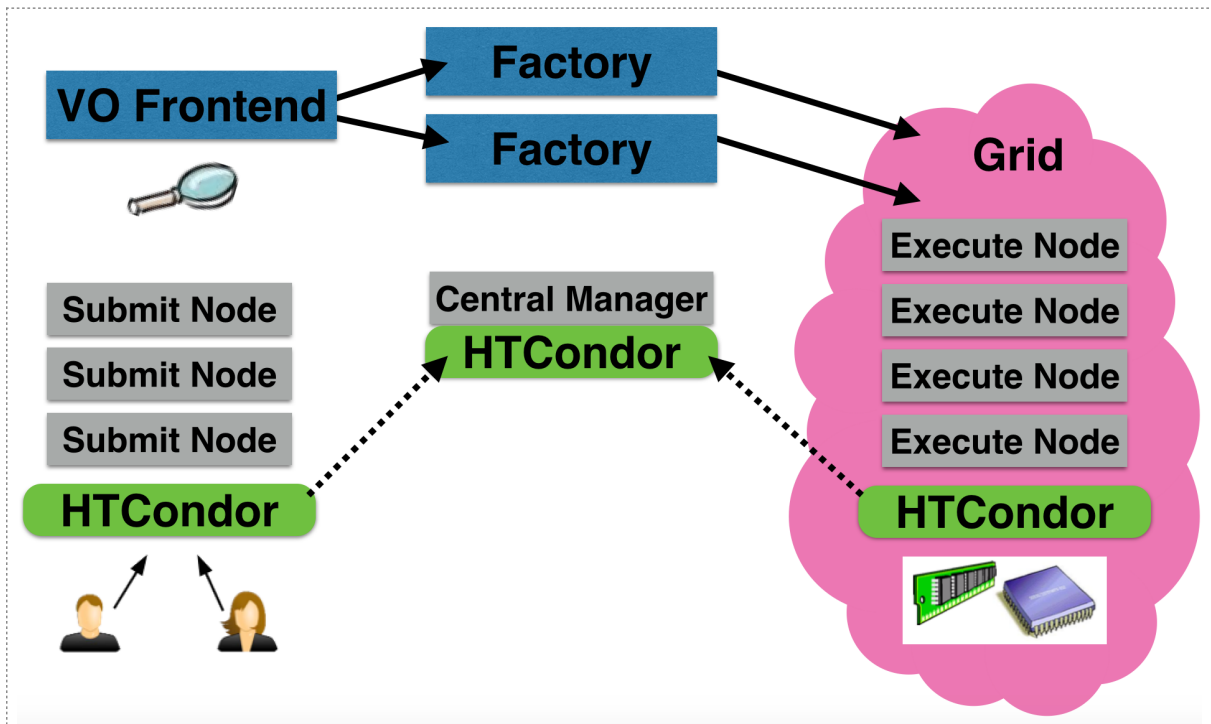 VO Frontend
Factory
Factory
Grid
Submit Node
Submit Node
Submit Node
HTCondor
Central Manager
HTCondor
Execute Node
Execute Node
Execute Node
Execute Node
HTCondor